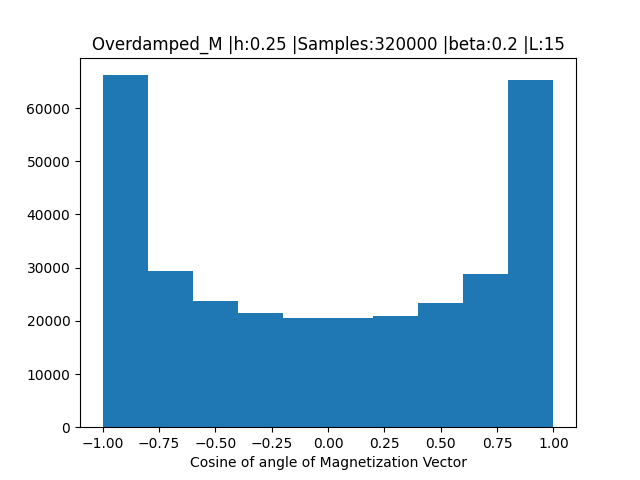 Overdamped_M |h:0.25 |Samples:320000 |beta:0.2 |L:15
60000
50000
40000
30000
20000
10000
0
−1.00 −0.75 −0.50 −0.25 0.00 0.25 0.50 0.75 1.00
Cosine of angle of Magnetization Vector